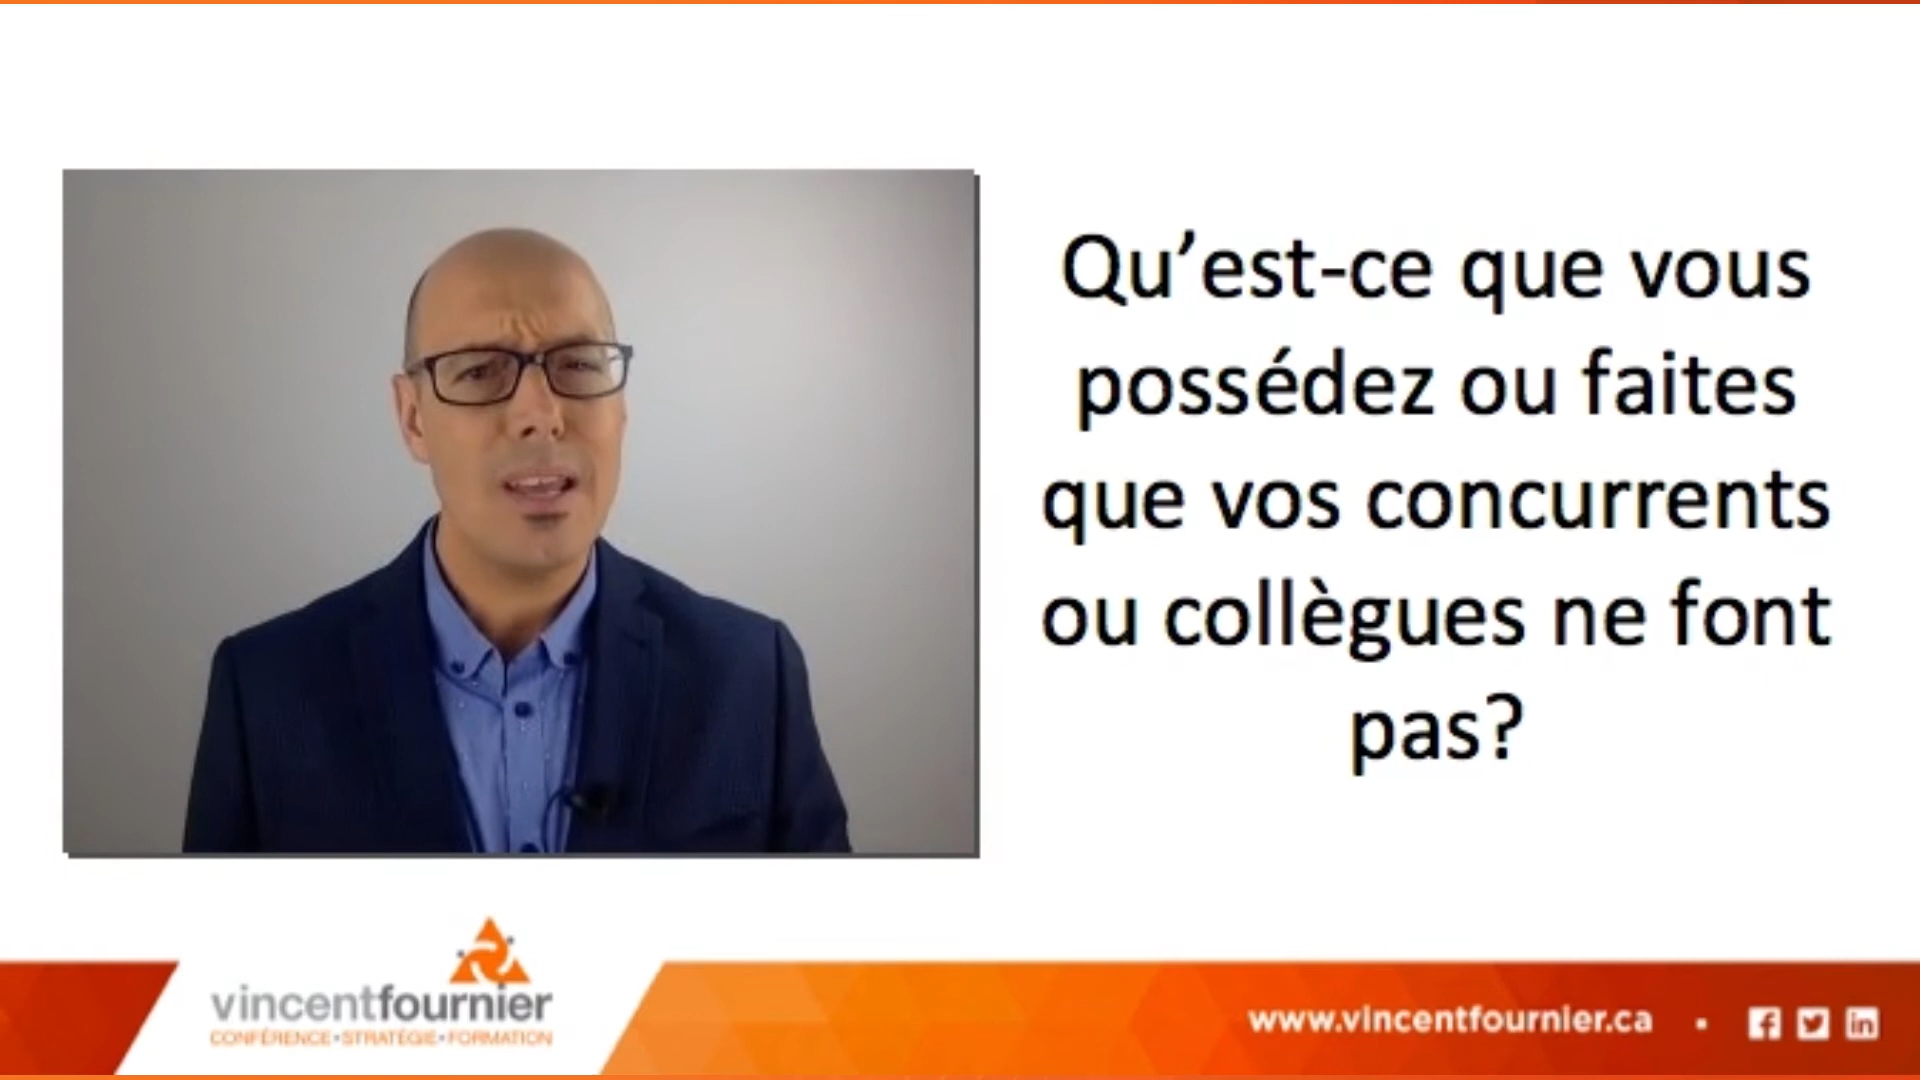 Qu’est-ce que vous
possédez ou faites
que vos concurrents
ou collègues ne font
pas?
vincentfournier
CONFÉRENCE•STRATÉGIE•FORMATION
www.vincentfournier.ca